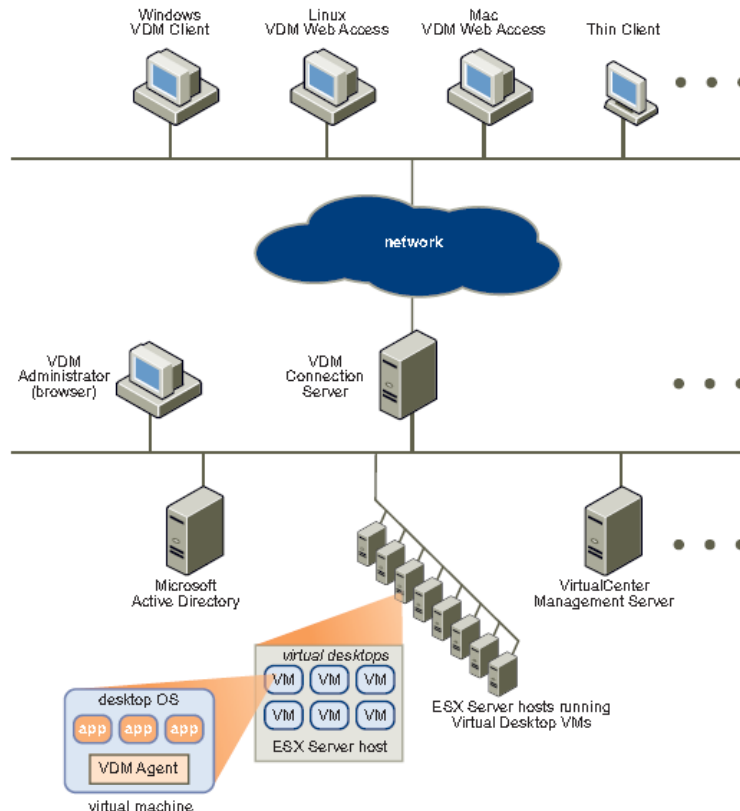 Windows
VDM Client
Linux
VDM Web Access
Mac
VDM Web Access
Thin Client
network
VDM
Administrator
(browser)
VDM
Connection
Server
Microsoft
Active Directory
VirtualCenter
Management Server
ESX Server hosts running
Virtual Desktop VMs
virtual desktops
VM VM VM
VM VM VM
ESX Server host
desktop OS
app app app
VDM Agent
virtual machine